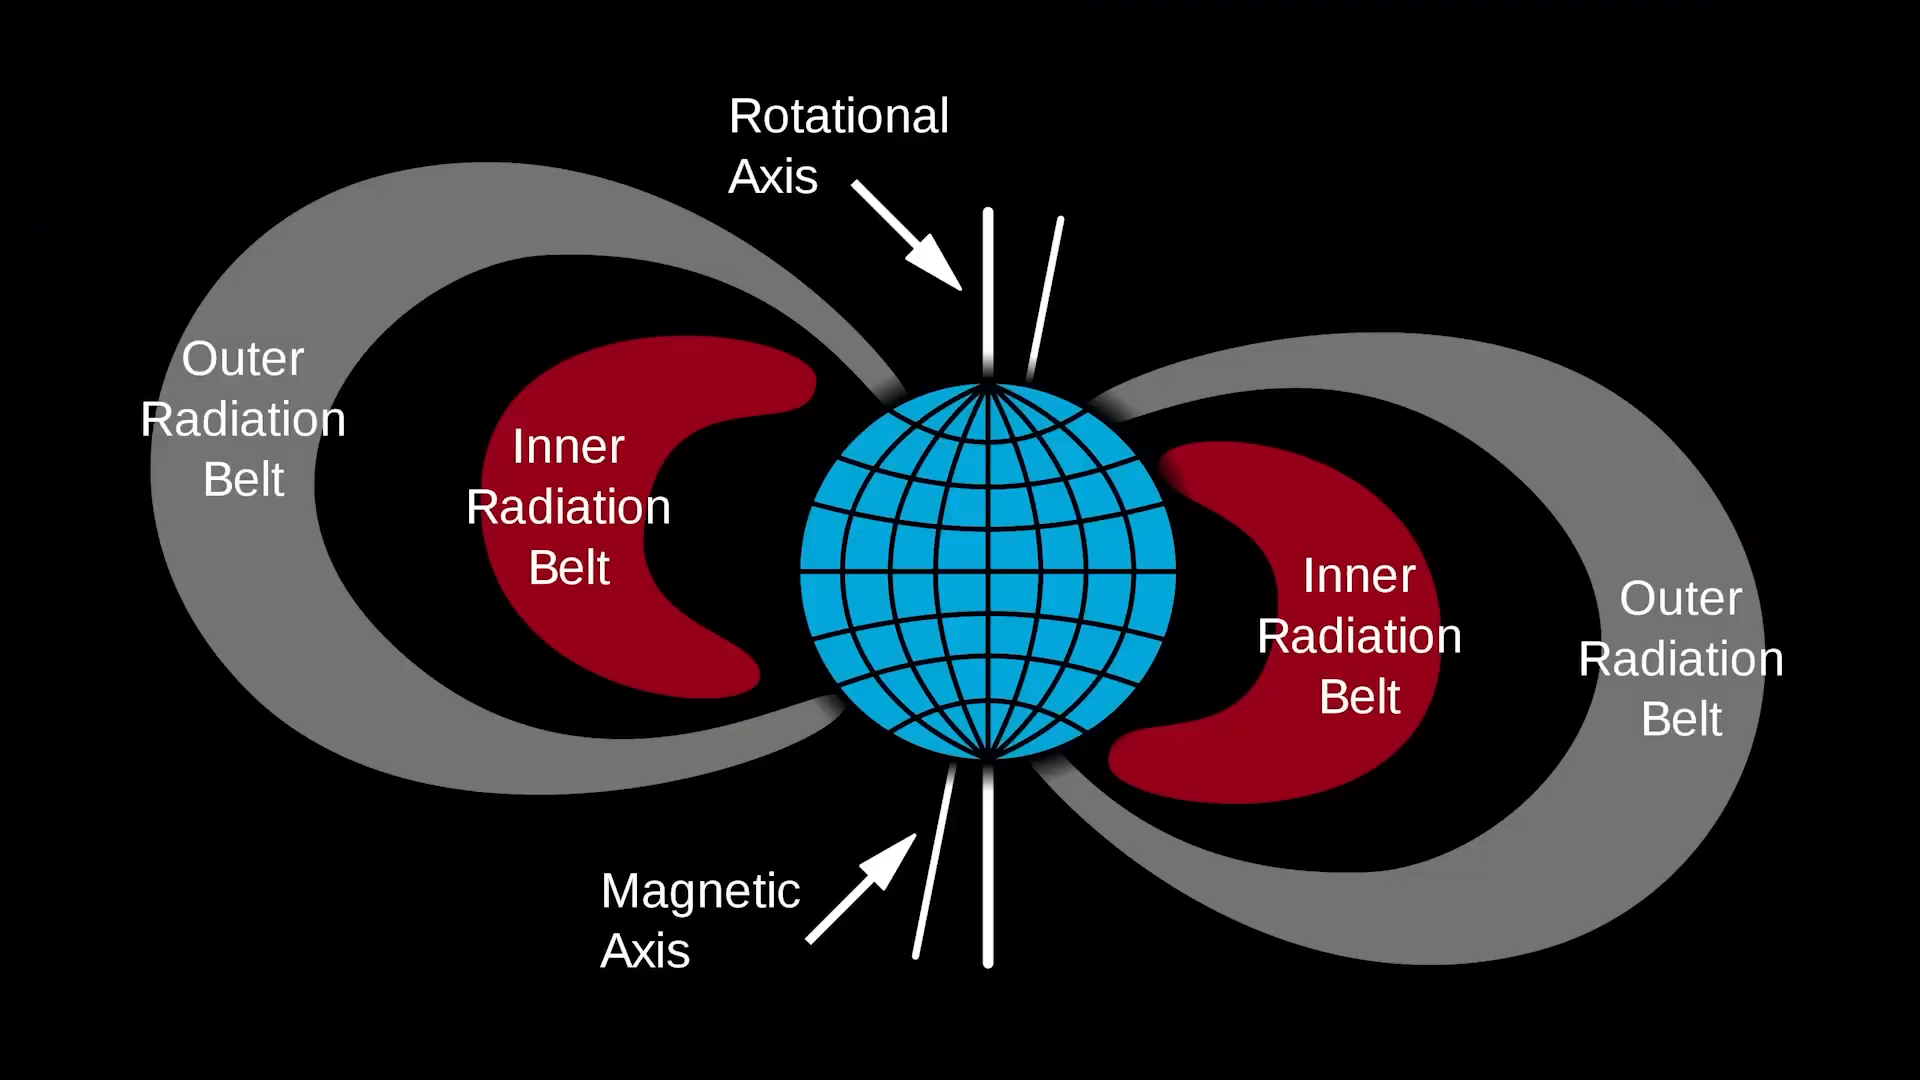 Rotational
Axis
Outer
Radiation
Belt
Inner
Radiation
Belt
Inner
Radiation
Belt
Outer
Radiation
Belt
Magnetic
Axis